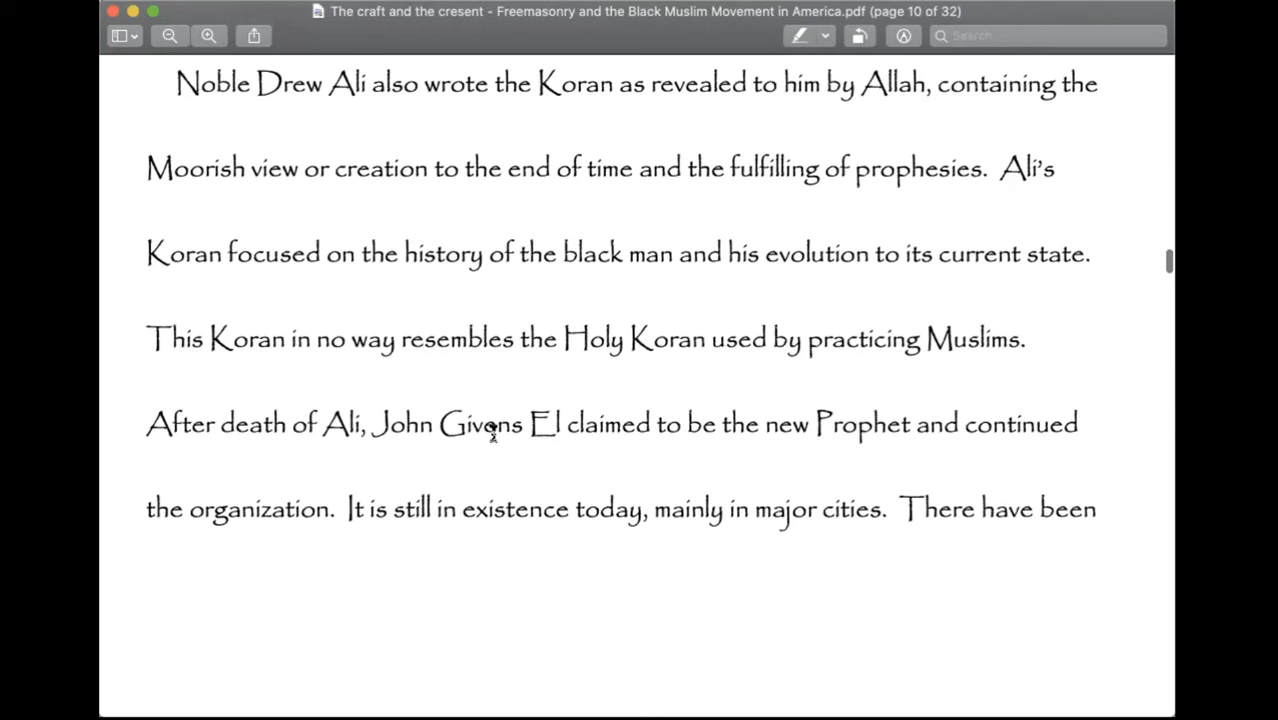 The craft and the cresent - Freemasonry and the Black Muslim Movement in America.pdf (page 10 of 32)
Search
Noble Drew Ali also wrote the Koran as revealed to him by Allah, containing the
Moorish view or creation to the end of time and the fulfilling of prophesies. Ali's
Koran focused on the history of the black man and his evolution to its current state.
This Koran in no way resembles the Holy Koran used by practicing Muslims.
After death of Ali, John Givens El claimed to be the new Prophet and continued
the organization. It is still in existence today, mainly in major cities. There have been